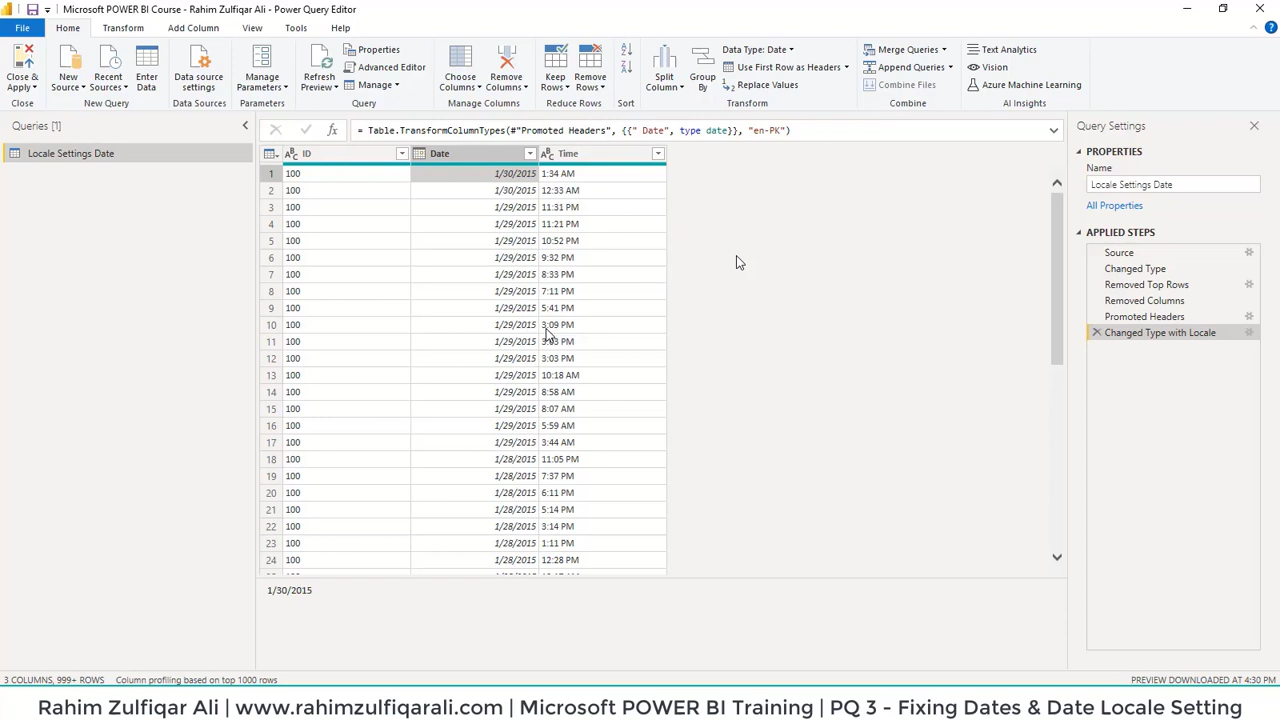 Microsoft POWER BI Course - Rahim Zulfiqar Ali - Power Query Editor
File Home Transform Add Column View Tools Help
Close & Apply
New Source
Recent Sources
Enter Data
Data source settings
Manage Parameters
Refresh Preview
Properties
Advanced Editor
Manage
Choose Columns
Remove Columns
Keep Rows
Remove Rows
Split Column
Group By
Data Type: Date
Use First Row as Headers
Replace Values
Merge Queries
Append Queries
Combine Files
Text Analytics
Vision
Azure Machine Learning
Close New Query Data Sources Parameters Query Manage Columns Reduce Rows Sort Transform Combine AI Insights
Queries [1]
Locale Settings Date
fx = Table.TransformColumnTypes(#"Promoted Headers", {{" Date", type date}}, "en-PK")
ABC ID Date ABC Time
1 100 1/30/2015 1:34 AM
2 100 1/30/2015 12:33 AM
3 100 1/29/2015 11:31 PM
4 100 1/29/2015 11:21 PM
5 100 1/29/2015 10:52 PM
6 100 1/29/2015 9:32 PM
7 100 1/29/2015 8:33 PM
8 100 1/29/2015 7:11 PM
9 100 1/29/2015 5:41 PM
10 100 1/29/2015 3:09 PM
11 100 1/29/2015 PM
12 100 1/29/2015 3:03 PM
13 100 1/29/2015 10:18 AM
14 100 1/29/2015 8:58 AM
15 100 1/29/2015 8:07 AM
16 100 1/29/2015 5:59 AM
17 100 1/29/2015 3:44 AM
18 100 1/28/2015 11:05 PM
19 100 1/28/2015 7:37 PM
20 100 1/28/2015 6:11 PM
21 100 1/28/2015 5:14 PM
22 100 1/28/2015 3:14 PM
23 100 1/28/2015 1:11 PM
24 100 1/28/2015 12:28 PM
1/30/2015
Query Settings
PROPERTIES
Name
Locale Settings Date
All Properties
APPLIED STEPS
Source
Changed Type
Removed Top Rows
Removed Columns
Promoted Headers
Changed Type with Locale
3 COLUMNS, 999+ ROWS Column profiling based on top 1000 rows PREVIEW DOWNLOADED AT 4:30 PM
Rahim Zulfiqar Ali | www.rahimzulfiqarali.com | Microsoft POWER BI Training | PQ 3 - Fixing Dates & Date Locale Setting